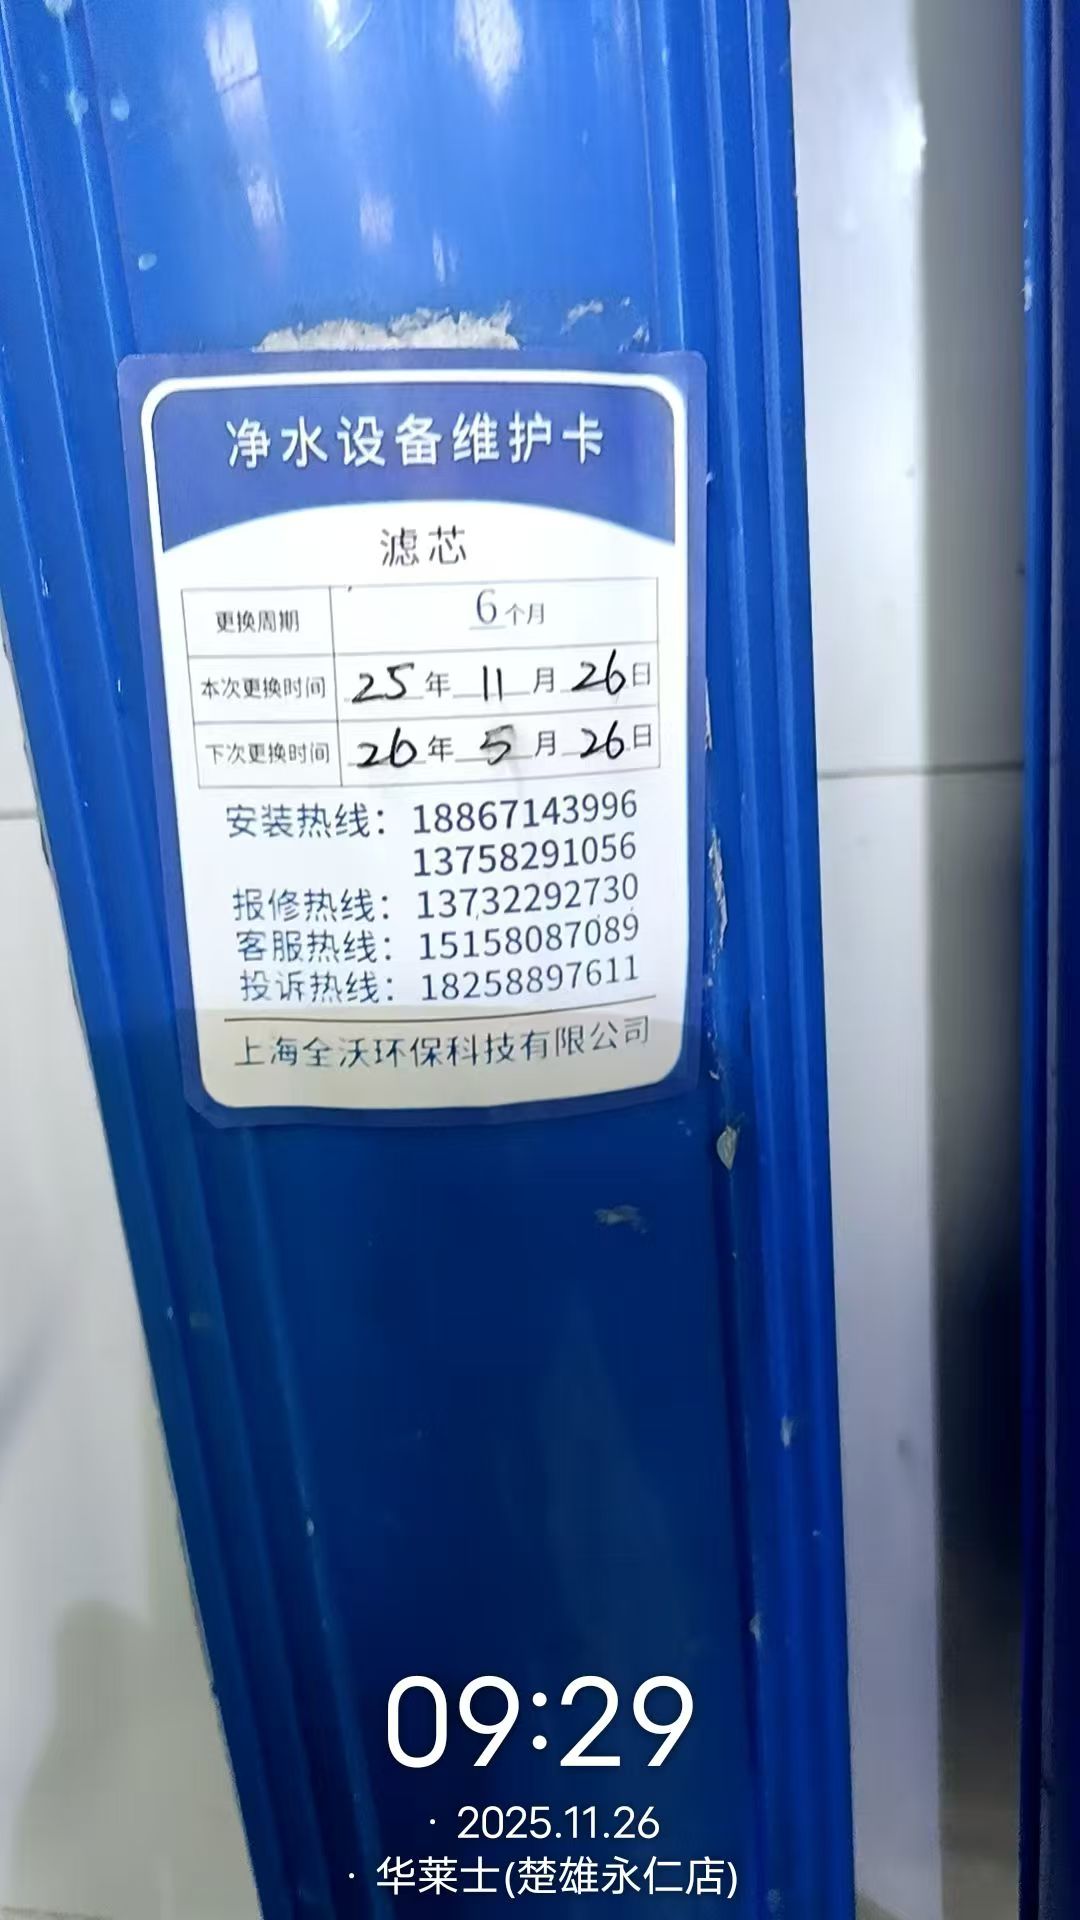 净水设备维护卡
滤芯
更换周期 6个月
本次更换时间 25年11月26日
下次更换时间 26年5月26日
安装热线：18867143996
13758291056
报修热线：13732292730
客服热线：15158087089
投诉热线：18258897611
上海全沃环保科技有限公司
09:29
· 2025.11.26
· 华莱士(楚雄永仁店)